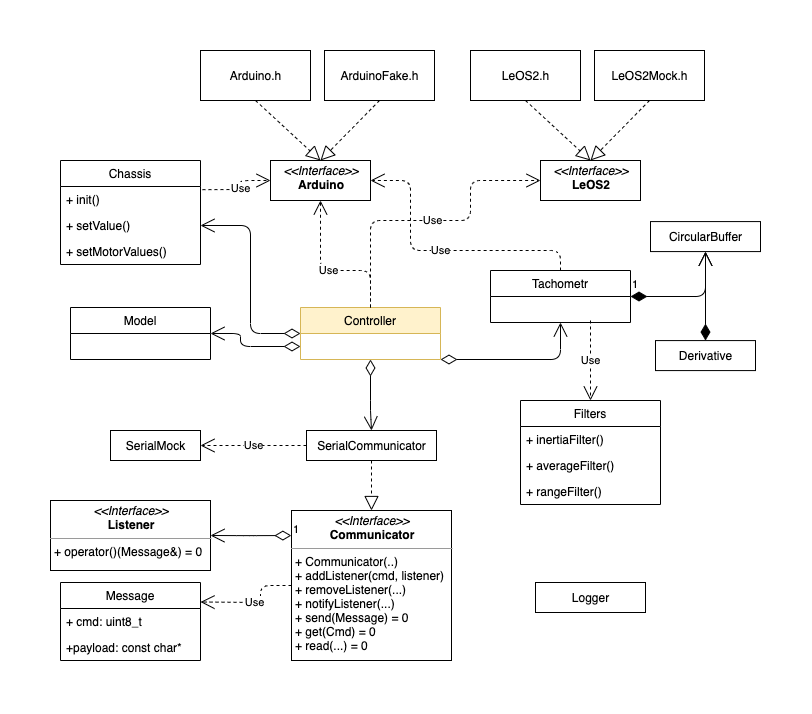 Arduino.h
ArduinoFake.h
LeOS2.h
LeOS2Mock.h
Chassis
+ init()
+ setValue()
+ setMotorValues()
Use
<<Interface>>
Arduino
<<Interface>>
LeOS2
Use
Use
Use
CircularBuffer
Tachometr
1
Model
Controller
Derivative
Use
Filters
+ inertiaFilter()
+ averageFilter()
+ rangeFilter()
SerialMock
Use
SerialCommunicator
<<Interface>>
Listener
+ operator()(Message&) = 0
1
<<Interface>>
Communicator
+ Communicator(..)
+ addListener(cmd, listener)
+ removeListener(...)
+ notifyListener(...)
+ send(Message) = 0
+ get(Cmd) = 0
+ read(...) = 0
Message
+ cmd: uint8_t
+payload: const char*
Use
Logger